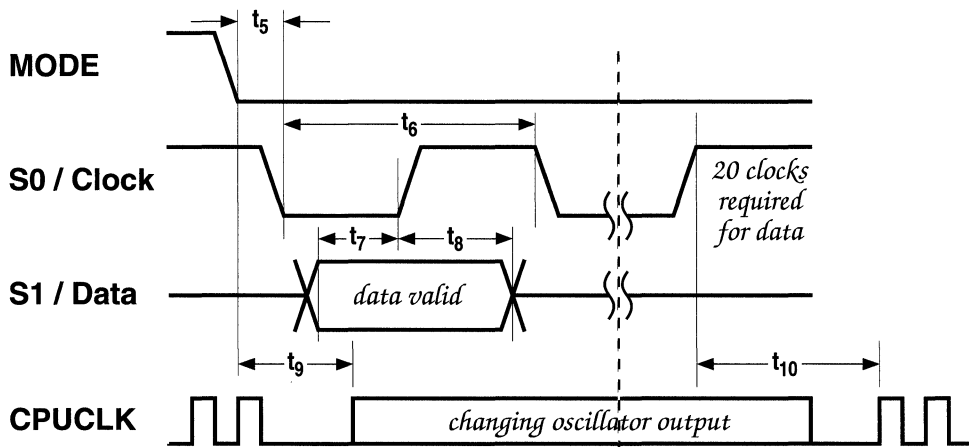 t5
MODE
t6
S0 / Clock
20 clocks
required
for data
t7
t8
S1 / Data
data valid
t9
t10
CPUCLK
changing oscillator output